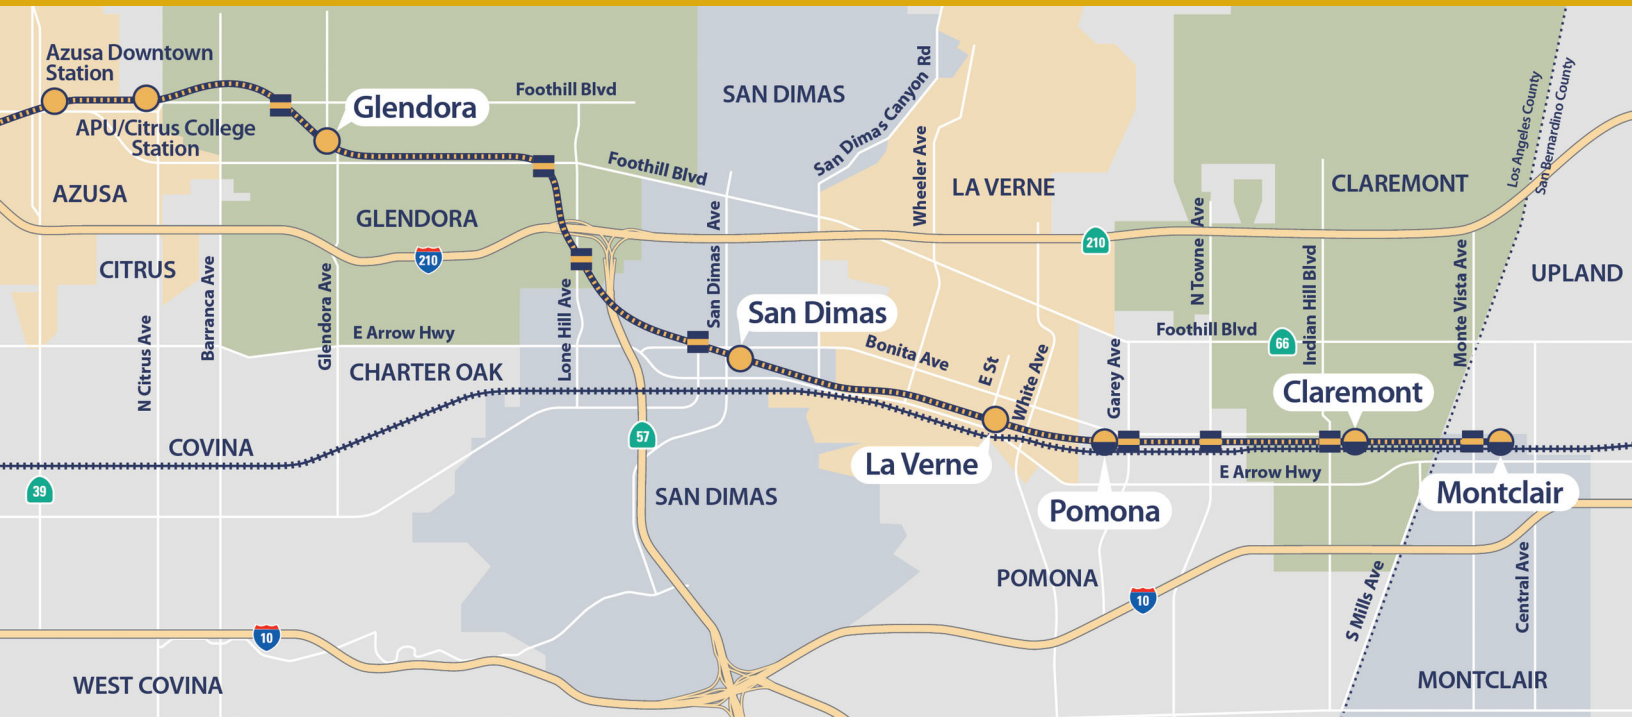 Azusa Downtown
Station
APU/Citrus College
Station
Glendora
Foothill Blvd
SAN DIMAS
San Dimas Canyon Rd
Foothill Blvd
Wheeler Ave
LA VERNE
CLAREMONT
Los Angeles County
San Bernardino County
AZUSA
GLENDORA
210
210
CITRUS
UPLAND
N Citrus Ave
Barranca Ave
Glendora Ave
E Arrow Hwy
CHARTER OAK
Lone Hill Ave
San Dimas Ave
San Dimas
Bonita Ave
E St
White Ave
Garey Ave
N Towne Ave
Foothill Blvd
66
Indian Hill Blvd
Monte Vista Ave
Claremont
COVINA
57
La Verne
E Arrow Hwy
39
SAN DIMAS
Pomona
Montclair
POMONA
10
10
S Mills Ave
Central Ave
WEST COVINA
MONTCLAIR